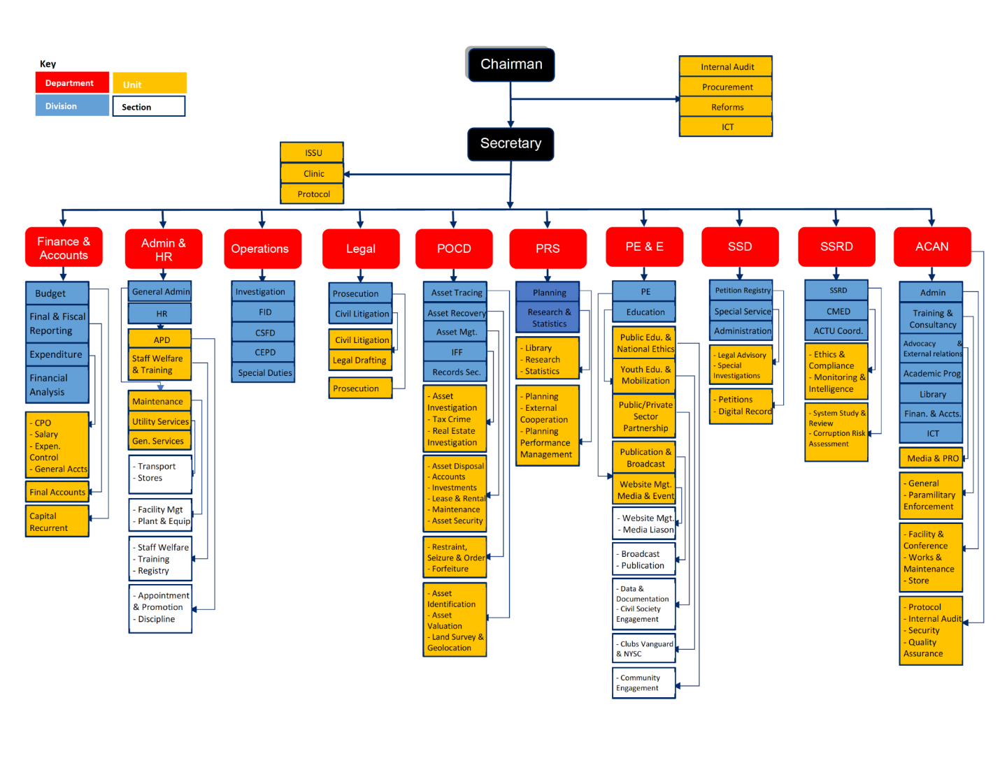 Key
Department
Unit
Division
Section
Chairman
Internal Audit
Procurement
Reforms
ICT
Secretary
ISSU
Clinic
Protocol
Finance &
Accounts
Budget
Final & Fiscal
Reporting
Expenditure
Financial
Analysis
- CPO
- Salary
- Expen.
Control
- General Accts
Final Accounts
Capital
Recurrent
Admin &
HR
General Admin
HR
APD
Staff Welfare
& Training
Maintenance
Utility Services
Gen. Services
- Transport
- Stores
- Facility Mgt
- Plant & Equip
- Staff Welfare
- Training
- Registry
- Appointment
& Promotion
- Discipline
Operations
Investigation
FID
CSFD
CEPD
Special Duties
Legal
Prosecution
Civil Litigation
Civil Litigation
Legal Drafting
Prosecution
POCD
Asset Tracing
Asset Recovery
Asset Mgt.
IFF
Records Sec.
- Asset
Investigation
- Tax Crime
- Real Estate
Investigation
- Asset Disposal
- Accounts
- Investments
- Lease & Rental
- Maintenance
- Asset Security
- Restraint,
Seizure & Order
- Forfeiture
- Asset
Identification
- Asset
Valuation
- Land Survey &
Geolocation
PRS
Planning
Research &
Statistics
- Library
- Research
- Statistics
- Planning
- External
Cooperation
- Planning
Performance
Management
PE & E
PE
Education
Public Edu. &
National Ethics
Youth Edu. &
Mobilization
Public/Private
Sector
Partnership
Publication &
Broadcast
Website Mgt.
Media & Event
- Website Mgt.
- Media Liason
- Broadcast
- Publication
- Data &
Documentation
- Civil Society
Engagement
- Clubs Vanguard
& NYSC
- Community
Engagement
SSD
Petition Registry
Special Service
Administration
- Legal Advisory
- Special
Investigations
- Petitions
- Digital Record
SSRD
SSRD
CMED
ACTU Coord.
- Ethics &
Compliance
- Monitoring &
Intelligence
- System Study &
Review
- Corruption Risk
Assessment
ACAN
Admin
Training &
Consultancy
Advocacy &
External relations
Academic Prog
Library
Finan. & Accts.
ICT
Media & PRO
- General
- Paramilitary
Enforcement
- Facility &
Conference
- Works &
Maintenance
- Store
- Protocol
- Internal Audit
- Security
- Quality
Assurance